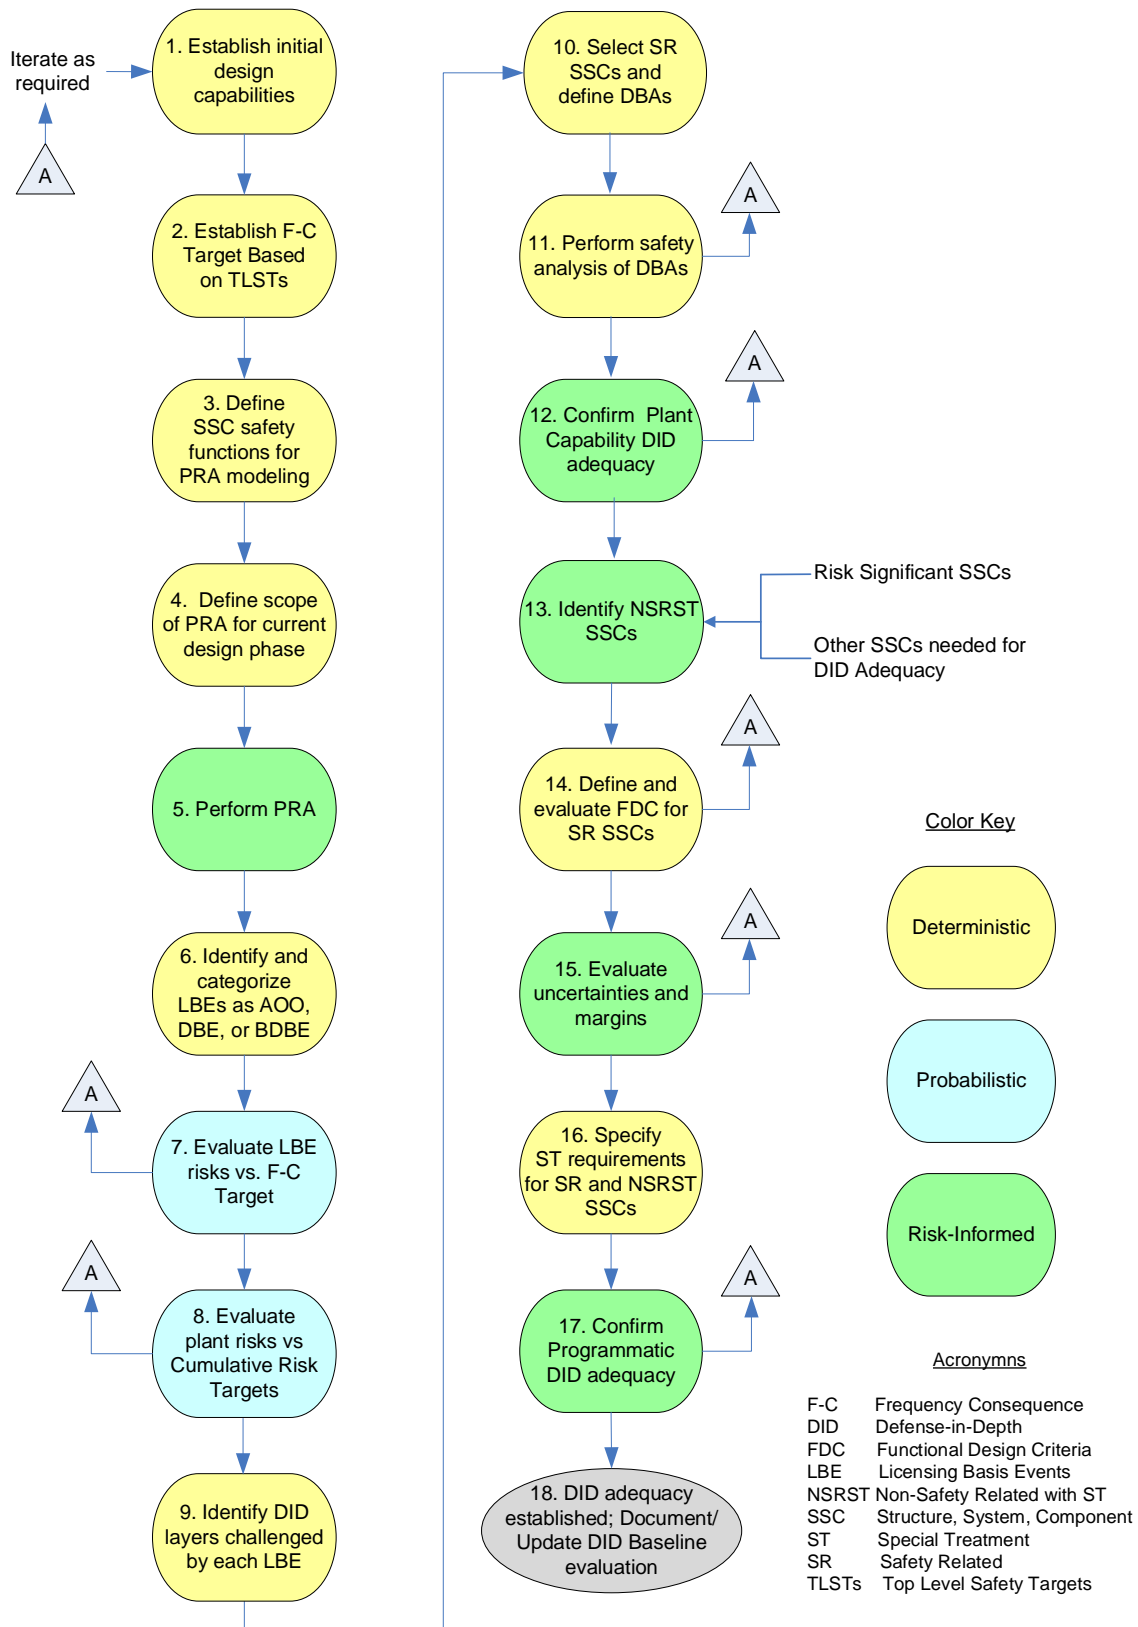 Iterate as
required
A
1. Establish initial
design
capabilities
2. Establish F-C
Target Based
on TLSTs
3. Define
SSC safety
functions for
PRA modeling
4. Define scope
of PRA for current
design phase
5. Perform PRA
6. Identify and
categorize
LBEs as AOO,
DBE, or BDBE
A
7. Evaluate LBE
risks vs. F-C
Target
A
8. Evaluate
plant risks vs
Cumulative Risk
Targets
9. Identify DID
layers challenged
by each LBE
10. Select SR
SSCs and
define DBAs
A
11. Perform safety
analysis of DBAs
A
12. Confirm Plant
Capability DID
adequacy
13. Identify NSRST
SSCs
Risk Significant SSCs
Other SSCs needed for
DID Adequacy
A
14. Define and
evaluate FDC for
SR SSCs
A
15. Evaluate
uncertainties and
margins
16. Specify
ST requirements
for SR and NSRST
SSCs
A
17. Confirm
Programmatic
DID adequacy
18. DID adequacy
established; Document/
Update DID Baseline
evaluation
Color Key
Deterministic
Probabilistic
Risk-Informed
Acronymns
F-C Frequency Consequence
DID Defense-in-Depth
FDC Functional Design Criteria
LBE Licensing Basis Events
NSRST Non-Safety Related with ST
SSC Structure, System, Component
ST Special Treatment
SR Safety Related
TLSTs Top Level Safety Targets